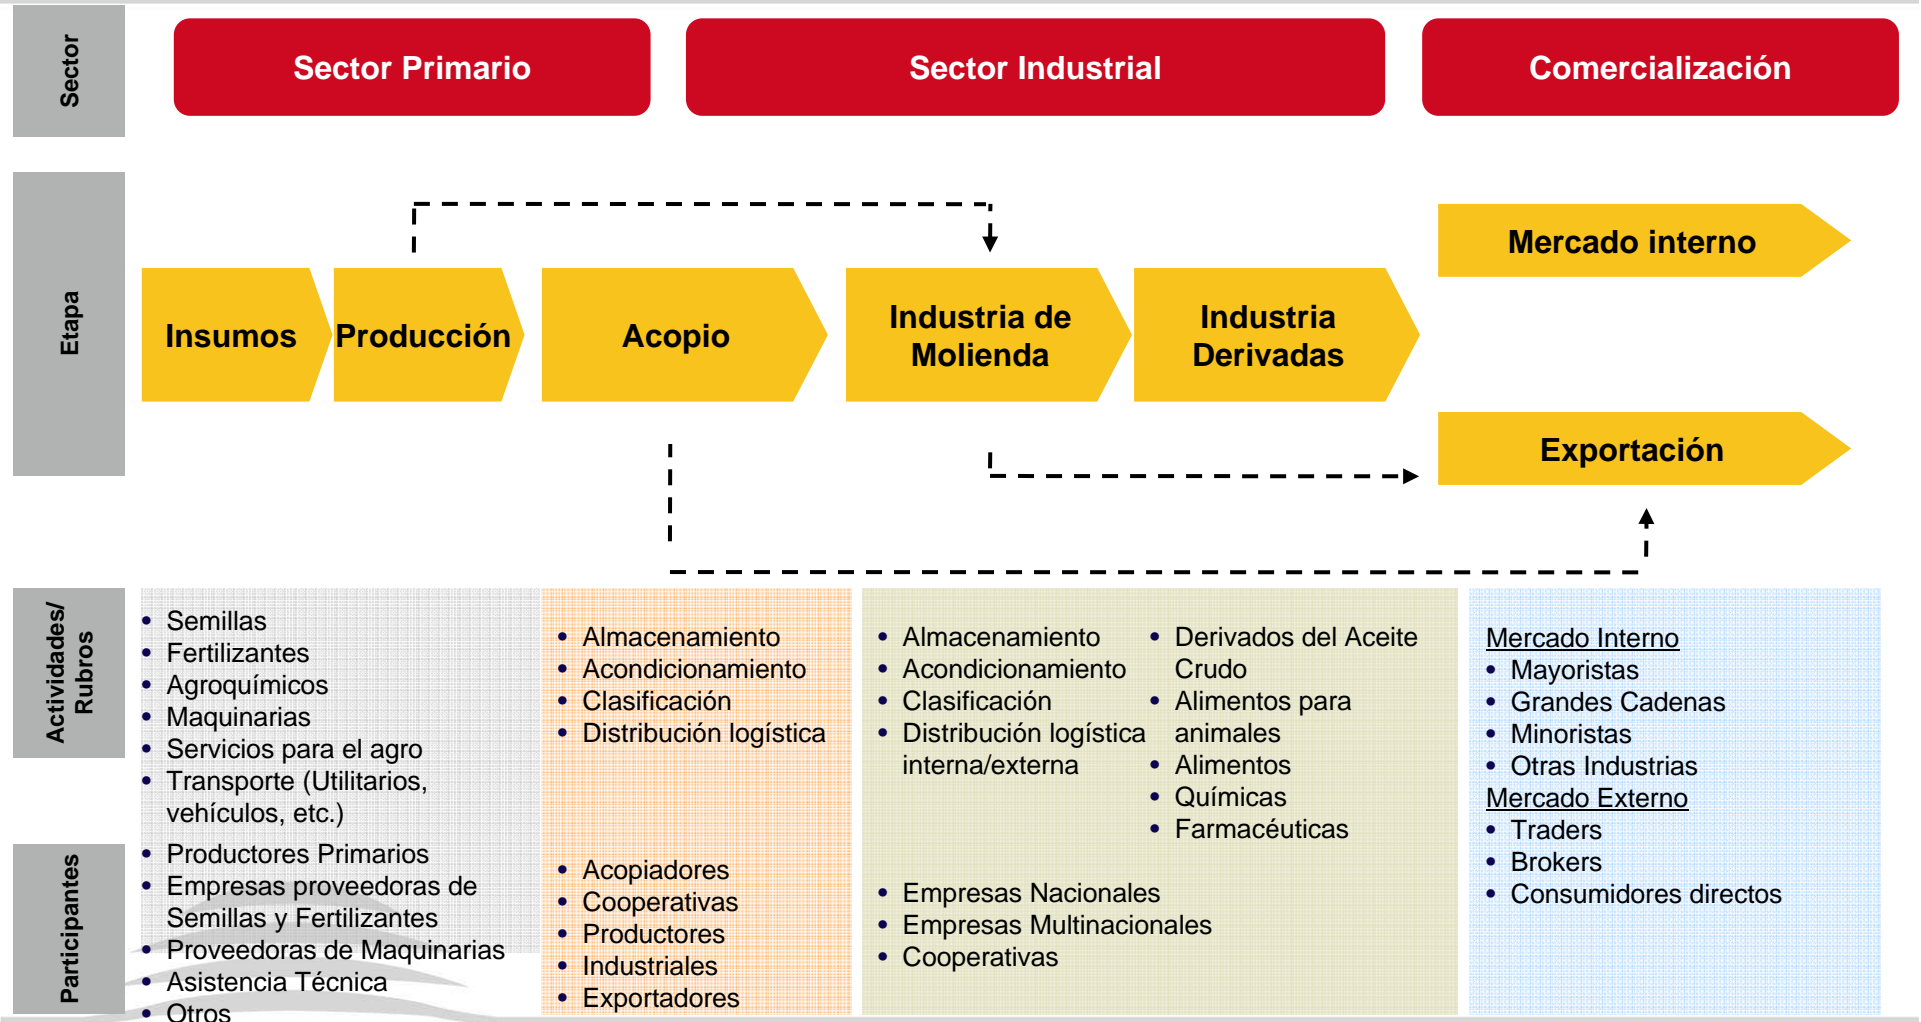 Sector
Sector Primario
Sector Industrial
Comercialización
Etapa
Insumos
Producción
Acopio
Industria de
Molienda
Industria
Derivadas
Mercado interno
Exportación
Actividades/
Rubros
• Semillas
• Fertilizantes
• Agroquímicos
• Maquinarias
• Servicios para el agro
• Transporte (Utilitarios,
vehículos, etc.)
• Almacenamiento
• Acondicionamiento
• Clasificación
• Distribución logística
• Almacenamiento
• Acondicionamiento
• Clasificación
• Distribución logística
interna/externa
• Derivados del Aceite
Crudo
• Alimentos para
animales
• Alimentos
• Químicas
• Farmacéuticas
Mercado Interno
• Mayoristas
• Grandes Cadenas
• Minoristas
• Otras Industrias
Mercado Externo
• Traders
• Brokers
• Consumidores directos
Participantes
• Productores Primarios
• Empresas proveedoras de
Semillas y Fertilizantes
• Proveedoras de Maquinarias
• Asistencia Técnica
• Otros
• Acopiadores
• Cooperativas
• Productores
• Industriales
• Exportadores
• Empresas Nacionales
• Empresas Multinacionales
• Cooperativas